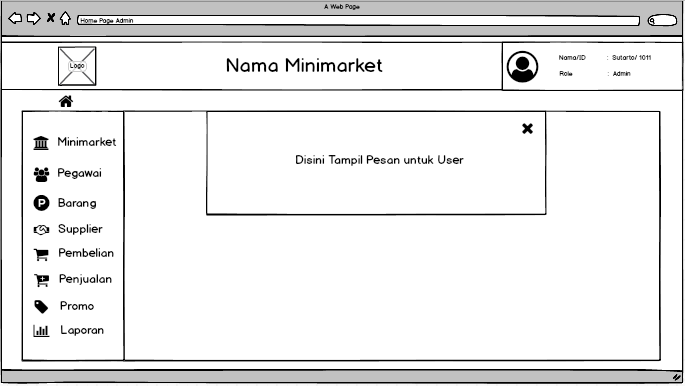 A Web Page
Home Page Admin
Logo
Nama Minimarket
Nama/ID : Sutarto/ 1011
Role : Admin
Disini Tampil Pesan untuk User
Minimarket
Pegawai
P Barang
Supplier
Pembelian
Penjualan
Promo
Laporan